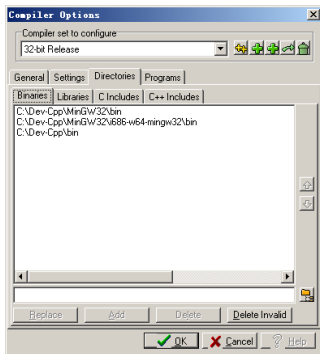 Compiler Options
Compiler set to configure
32-bit Release
General Settings Directories Programs
Binaries Libraries C Includes C++ Includes
C:\Dev-Cpp\MinGW32\bin
C:\Dev-Cpp\MinGW32\i686-w64-mingw32\bin
C:\Dev-Cpp\bin
Replace Add Delete Delete Invalid
OK Cancel Help